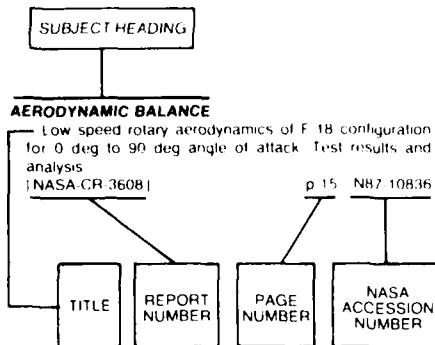 SUBJECT HEADING
AERODYNAMIC BALANCE
Low speed rotary aerodynamics of F 18 configuration
for 0 deg to 90 deg angle of attack Test results and
analysis
[NASA-CR-3608] p 15 N87-10836
TITLE
REPORT
NUMBER
PAGE
NUMBER
NASA
ACCESSION
NUMBER